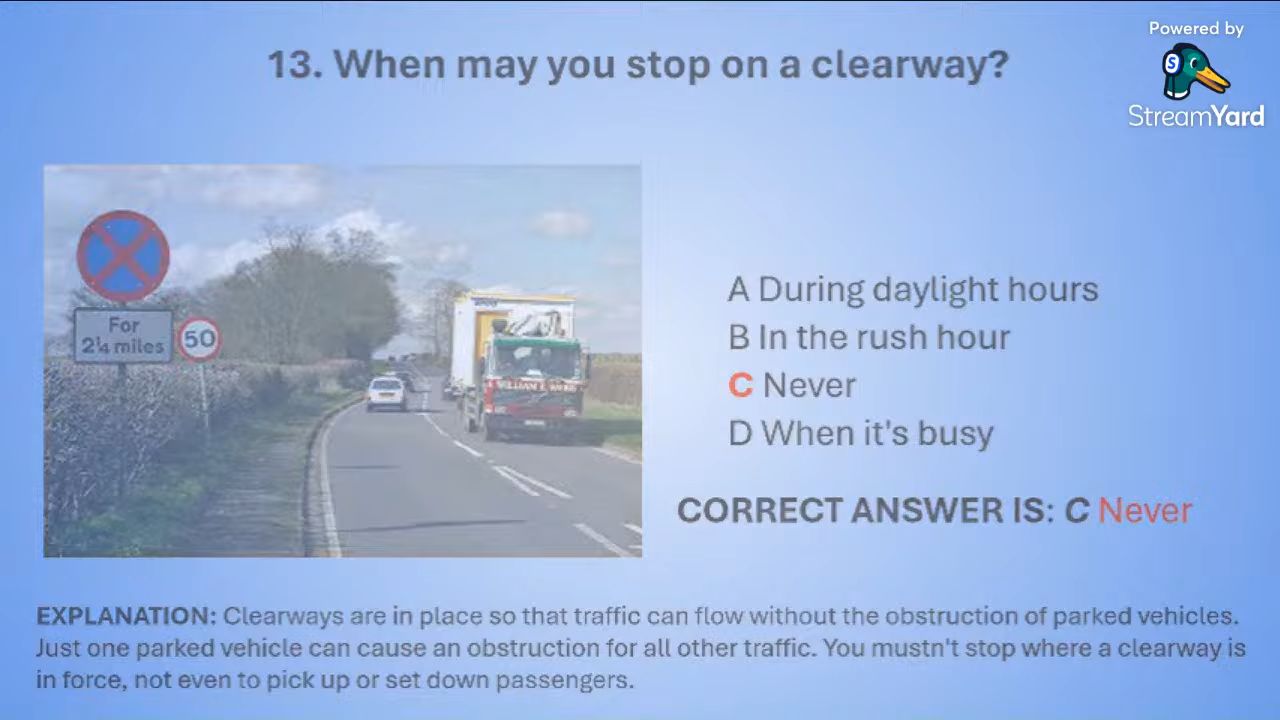 Powered by
StreamYard
13. When may you stop on a clearway?
For
2¼ miles
50
A During daylight hours
B In the rush hour
C Never
D When it's busy
CORRECT ANSWER IS: C Never
EXPLANATION: Clearways are in place so that traffic can flow without the obstruction of parked vehicles.
Just one parked vehicle can cause an obstruction for all other traffic. You mustn't stop where a clearway is
in force, not even to pick up or set down passengers.